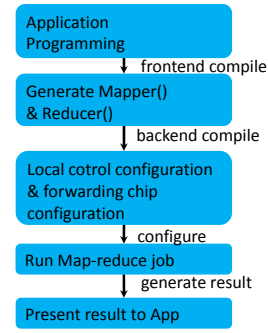 Application
Programming
frontend compile
Generate Mapper()
& Reducer()
backend compile
Local cotrol configuration
& forwarding chip
configuration
configure
Run Map-reduce job
generate result
Present result to App